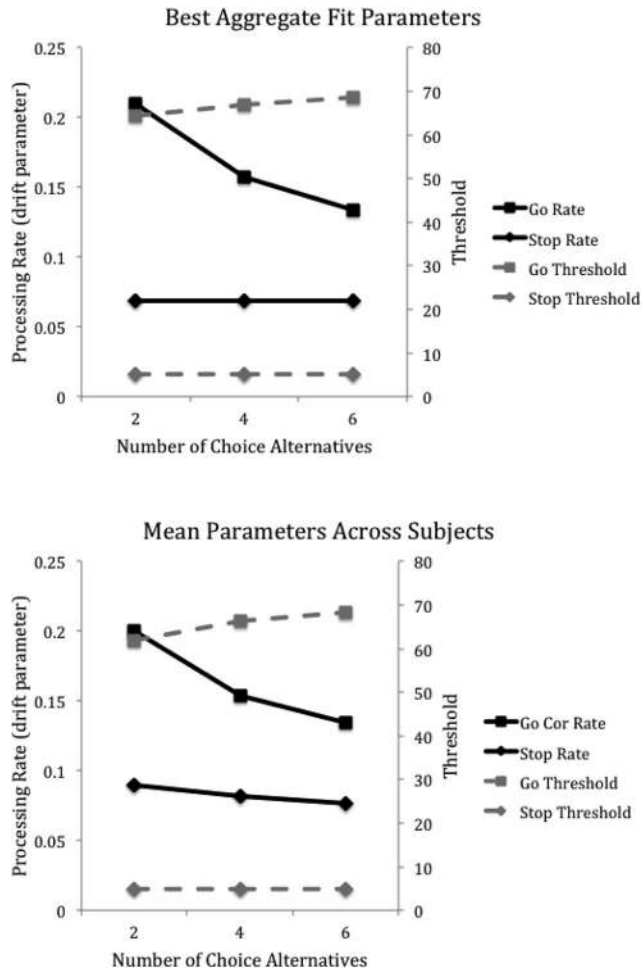 Best Aggregate Fit Parameters
0.25
0.2
0.15
0.1
0.05
0
Processing Rate (drift parameter)
80
70
60
50
40
30
20
10
0
Threshold
2 4 6
Number of Choice Alternatives
Go Rate
Stop Rate
Go Threshold
Stop Threshold
Mean Parameters Across Subjects
0.25
0.2
0.15
0.1
0.05
0
Processing Rate (drift parameter)
80
70
60
50
40
30
20
10
0
Threshold
2 4 6
Number of Choice Alternatives
Go Cor Rate
Stop Rate
Go Threshold
Stop Threshold